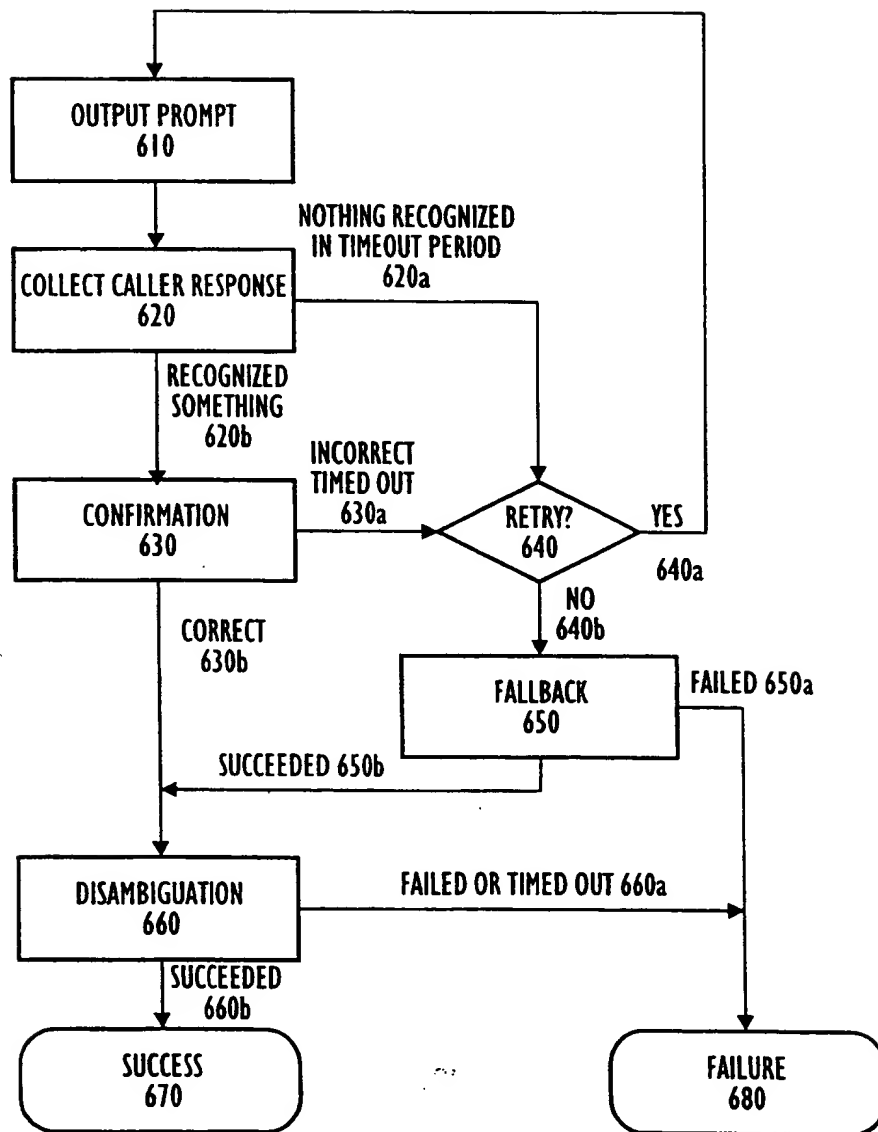 OUTPUT PROMPT
610
NOTHING RECOGNIZED
IN TIMEOUT PERIOD
620a
COLLECT CALLER RESPONSE
620
RECOGNIZED
SOMETHING
620b
INCORRECT
TIMED OUT
630a
CONFIRMATION
630
RETRY?
640
YES
640a
NO
640b
CORRECT
630b
FALLBACK
650
FAILED 650a
SUCCEEDED 650b
DISAMBIGUATION
660
FAILED OR TIMED OUT 660a
SUCCEEDED
660b
SUCCESS
670
FAILURE
680